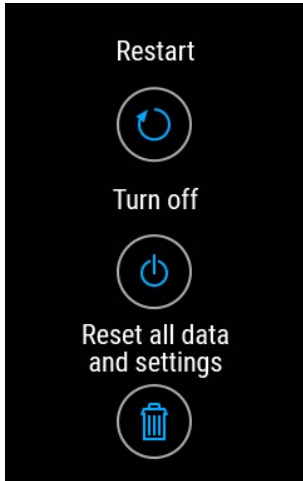 Restart
Turn off
Reset all data
and settings